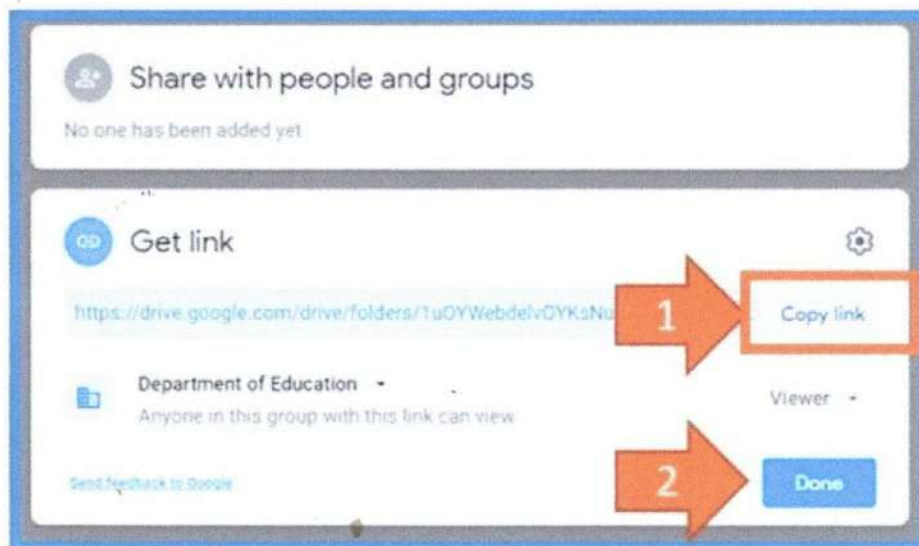 Share with people and groups
No one has been added yet
Get link
https://drive.google.com/drive/folders/1uOYWebdelvOYKsNu
1
Copy link
Department of Education
Anyone in this group with this link can view
Viewer
Send feedback to Google
2
Done